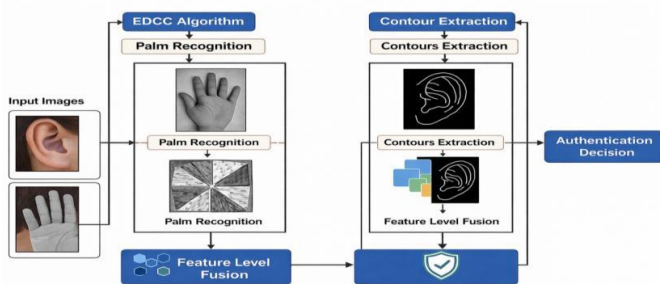 EDCC Algorithm
Palm Recognition
Input Images
Palm Recognition
Palm Recognition
Feature Level
Fusion
Contour Extraction
Contours Extraction
Contours Extraction
Feature Level Fusion
Authentication
Decision